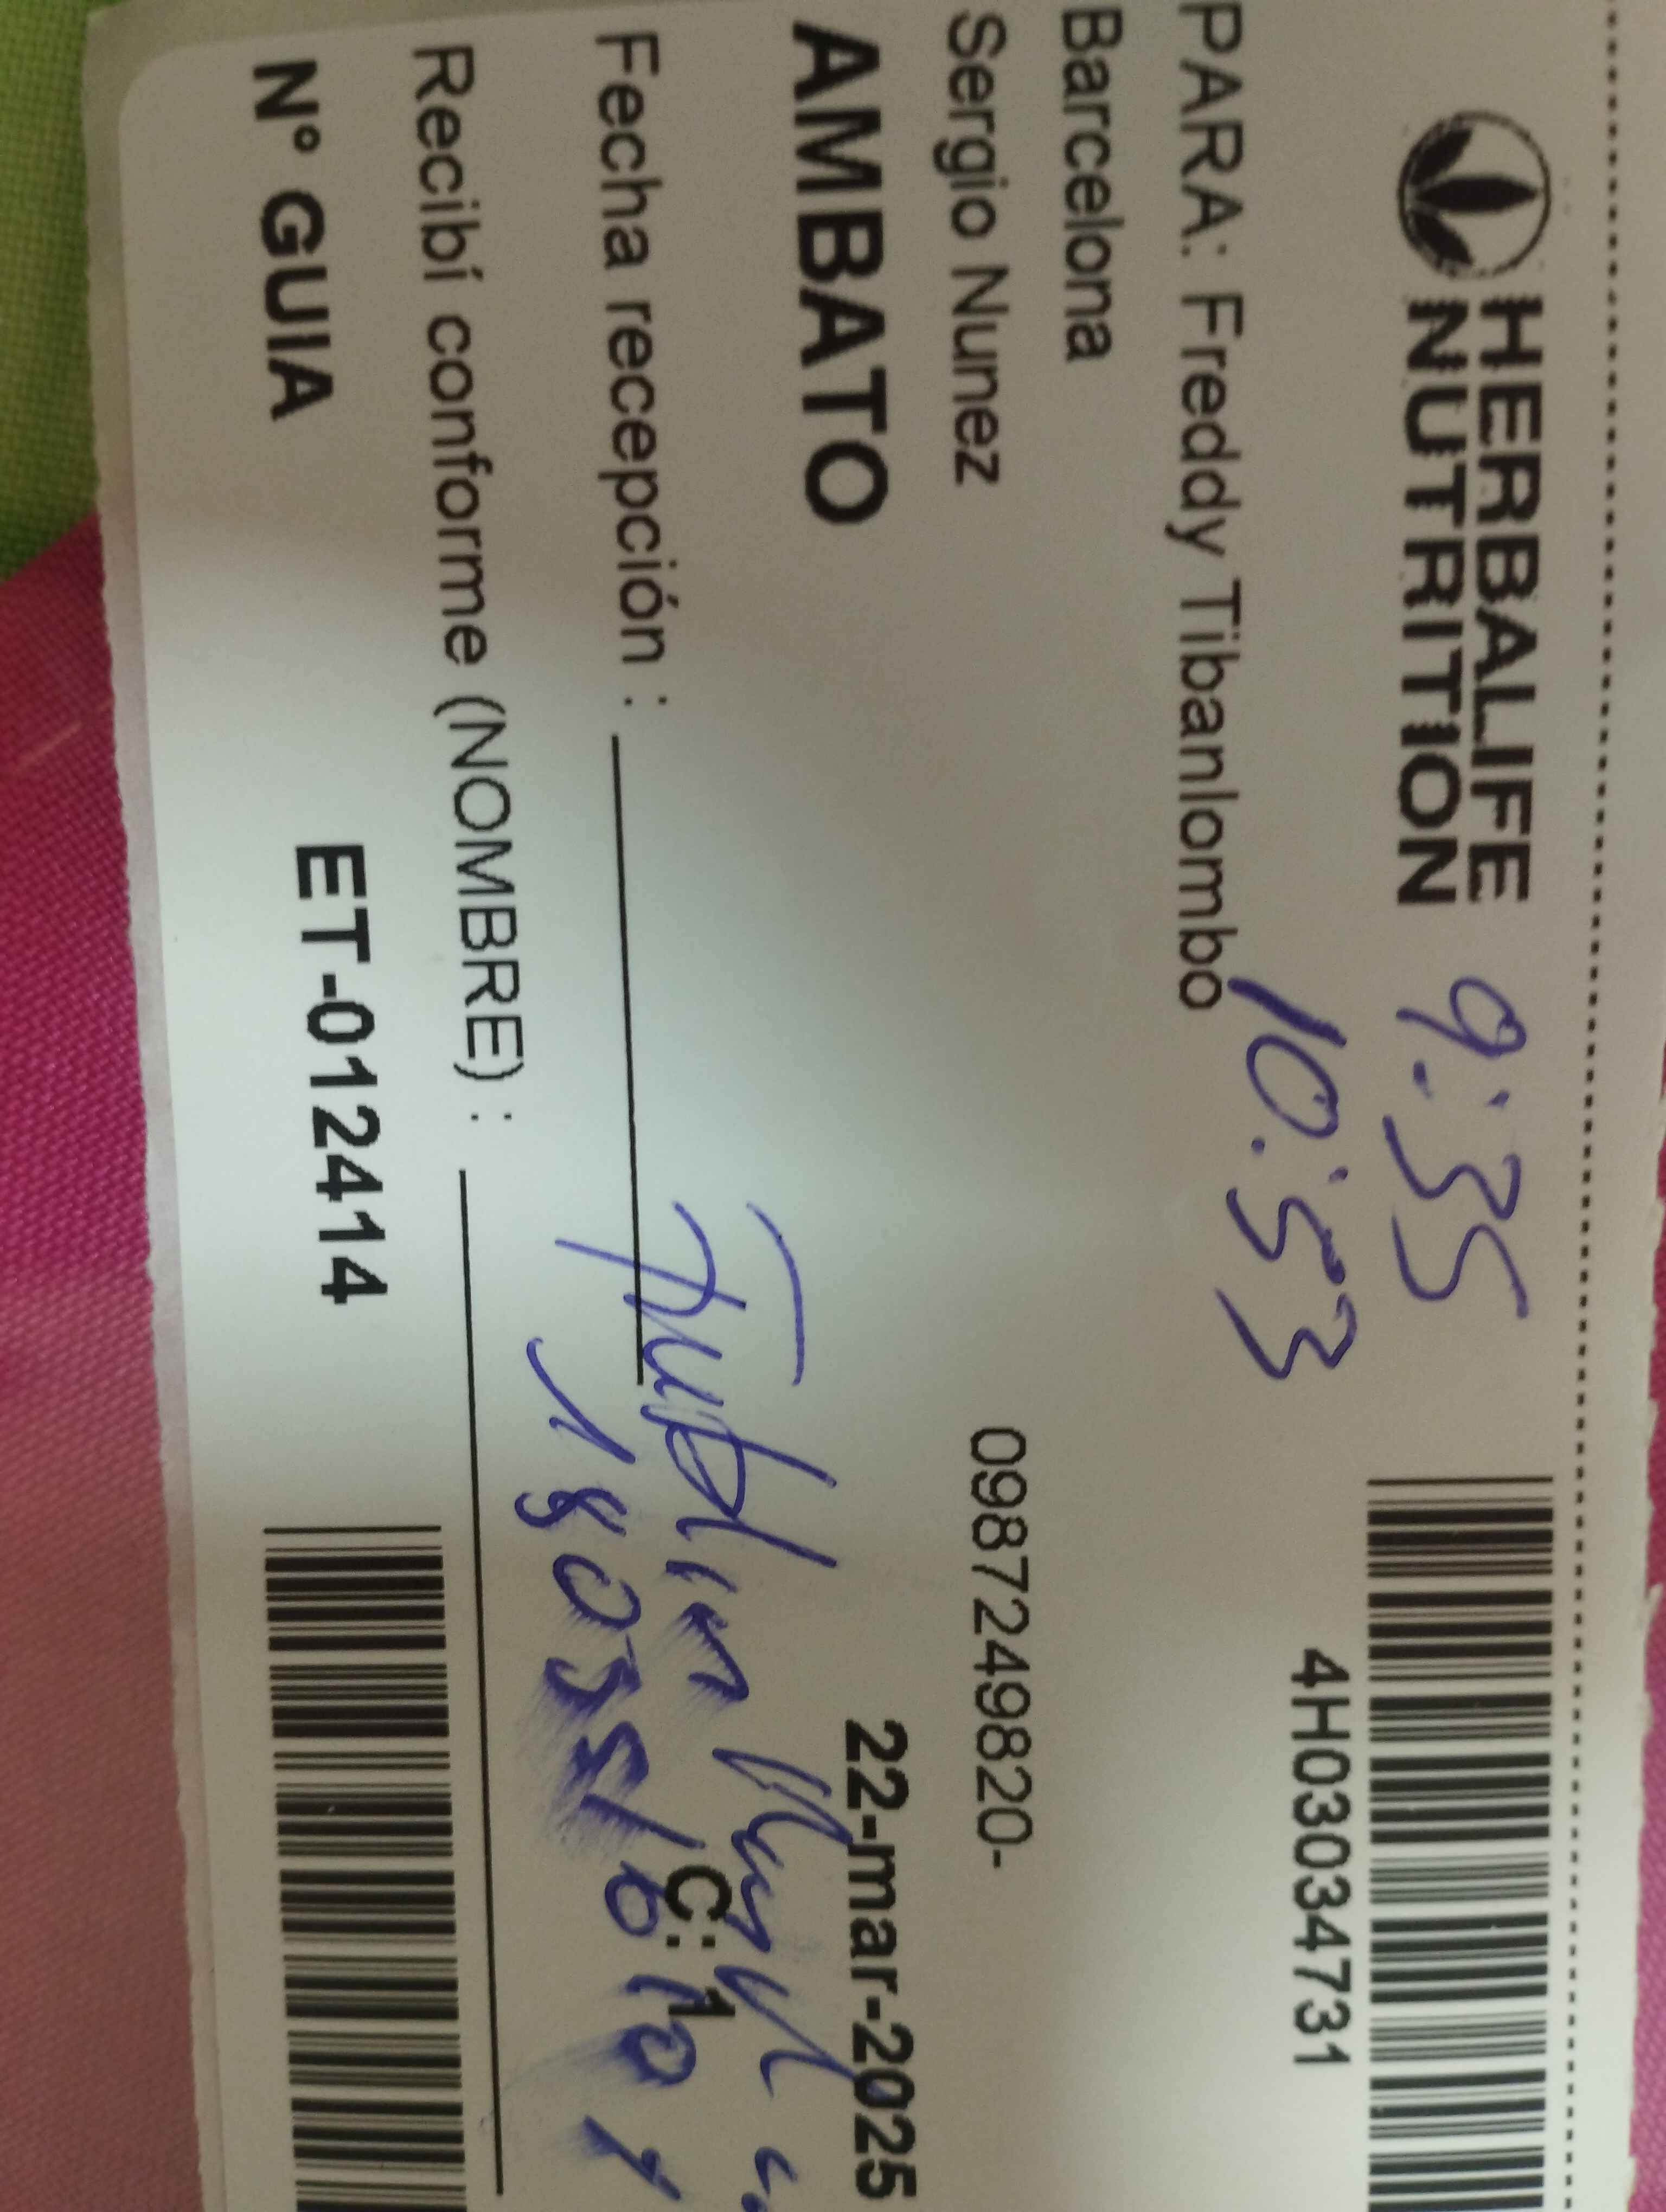 HERBALIFE
NUTRITION
9:35
4H03034731
PARA: Freddy Tibanlombo
10:53
Barcelona
Sergio Nunez
0987249820-
AMBATO
22-mar-2025
Fecha recepción :
C: 1
Recibí conforme (NOMBRE) :
N° GUIA
ET-012414